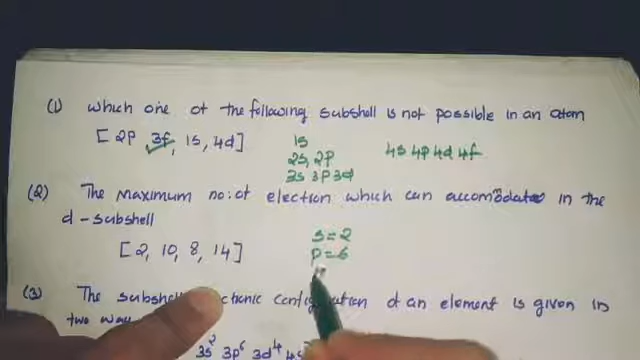 (1) which one of the following subshell is not possible in an atom
[ 2P, 3f, 1s, 4d]
1s
2s, 2p
3s 3p 3d
4s 4p 4d 4f
(2) The maximum no: of electron which can accomodate in the
d - subshell
[ 2, 10, 8, 14 ]
s = 2
p = 6
(3) The subshell of an element is given in
two
3s² 3p⁶ 3d⁴